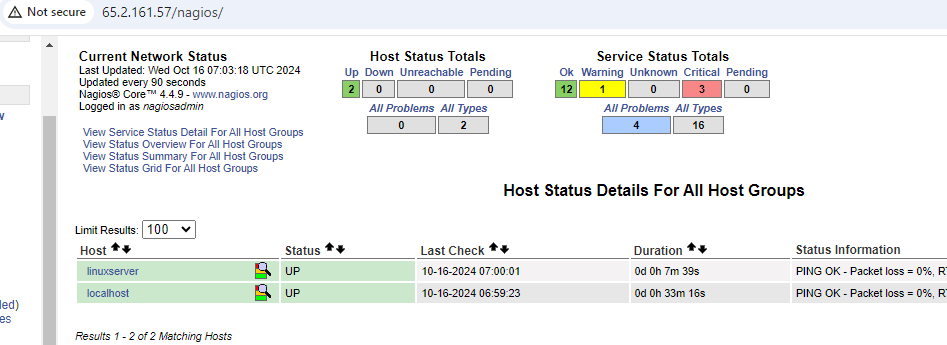 Not secure 65.2.161.57/nagios/
Current Network Status
Last Updated: Wed Oct 16 07:03:18 UTC 2024
Updated every 90 seconds
Nagios® Core™ 4.4.9 - www.nagios.org
Logged in as nagiosadmin
View Service Status Detail For All Host Groups
View Status Overview For All Host Groups
View Status Summary For All Host Groups
View Status Grid For All Host Groups
Host Status Totals
Up Down Unreachable Pending
2 0 0 0
All Problems All Types
0 2
Service Status Totals
Ok Warning Unknown Critical Pending
12 1 0 3 0
All Problems All Types
4 16
Host Status Details For All Host Groups
Limit Results: 100
Host Status Last Check Duration Status Information
linuxserver UP 10-16-2024 07:00:01 0d 0h 7m 39s PING OK - Packet loss = 0%,
localhost UP 10-16-2024 06:59:23 0d 0h 33m 16s PING OK - Packet loss = 0%,
Results 1 - 2 of 2 Matching Hosts